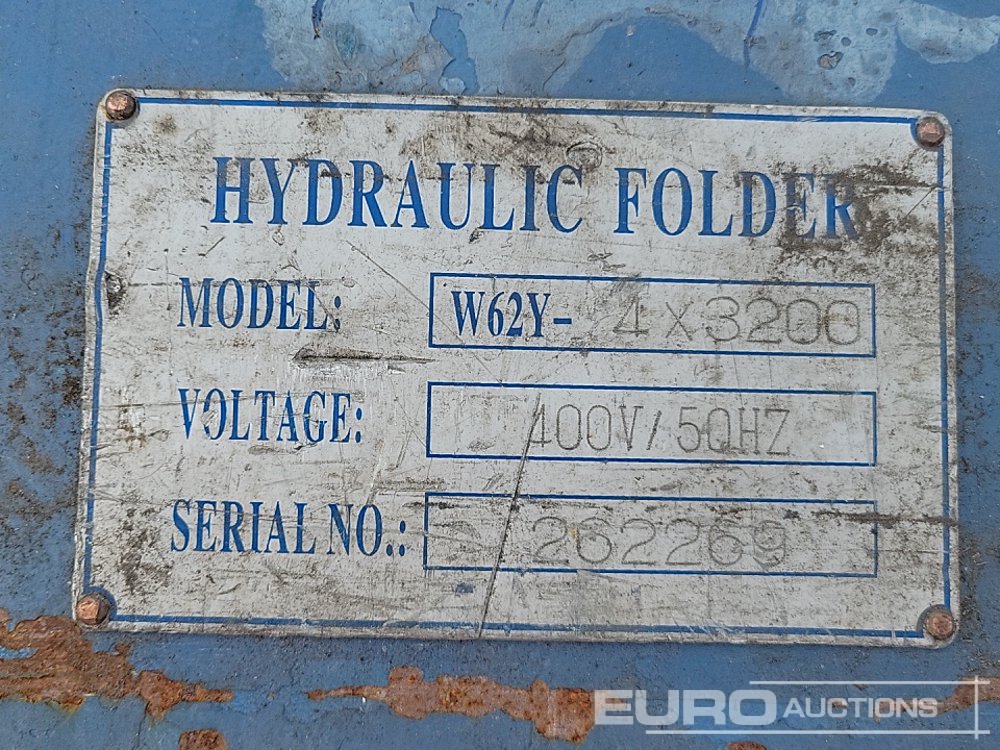 HYDRAULIC FOLDER
MODEL: W62Y- 4X3200
VOLTAGE: 400V/50HZ
SERIAL NO.: 262269
EURO AUCTIONS